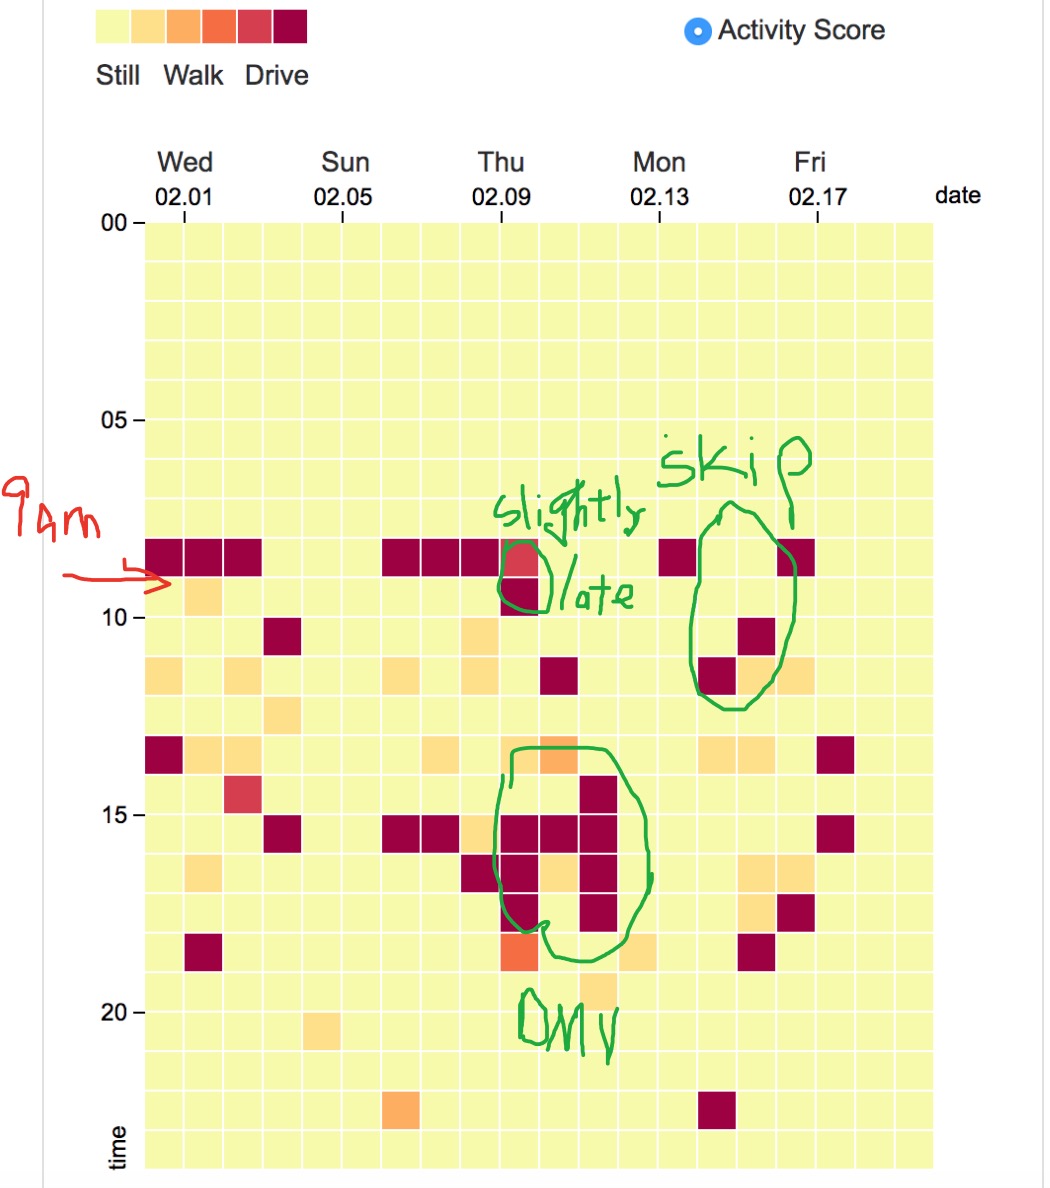 Still Walk Drive
Activity Score
Wed Sun Thu Mon Fri
02.01 02.05 02.09 02.13 02.17 date
00
05
skip
slightly
9Am
late
10
15
DMV
20
time